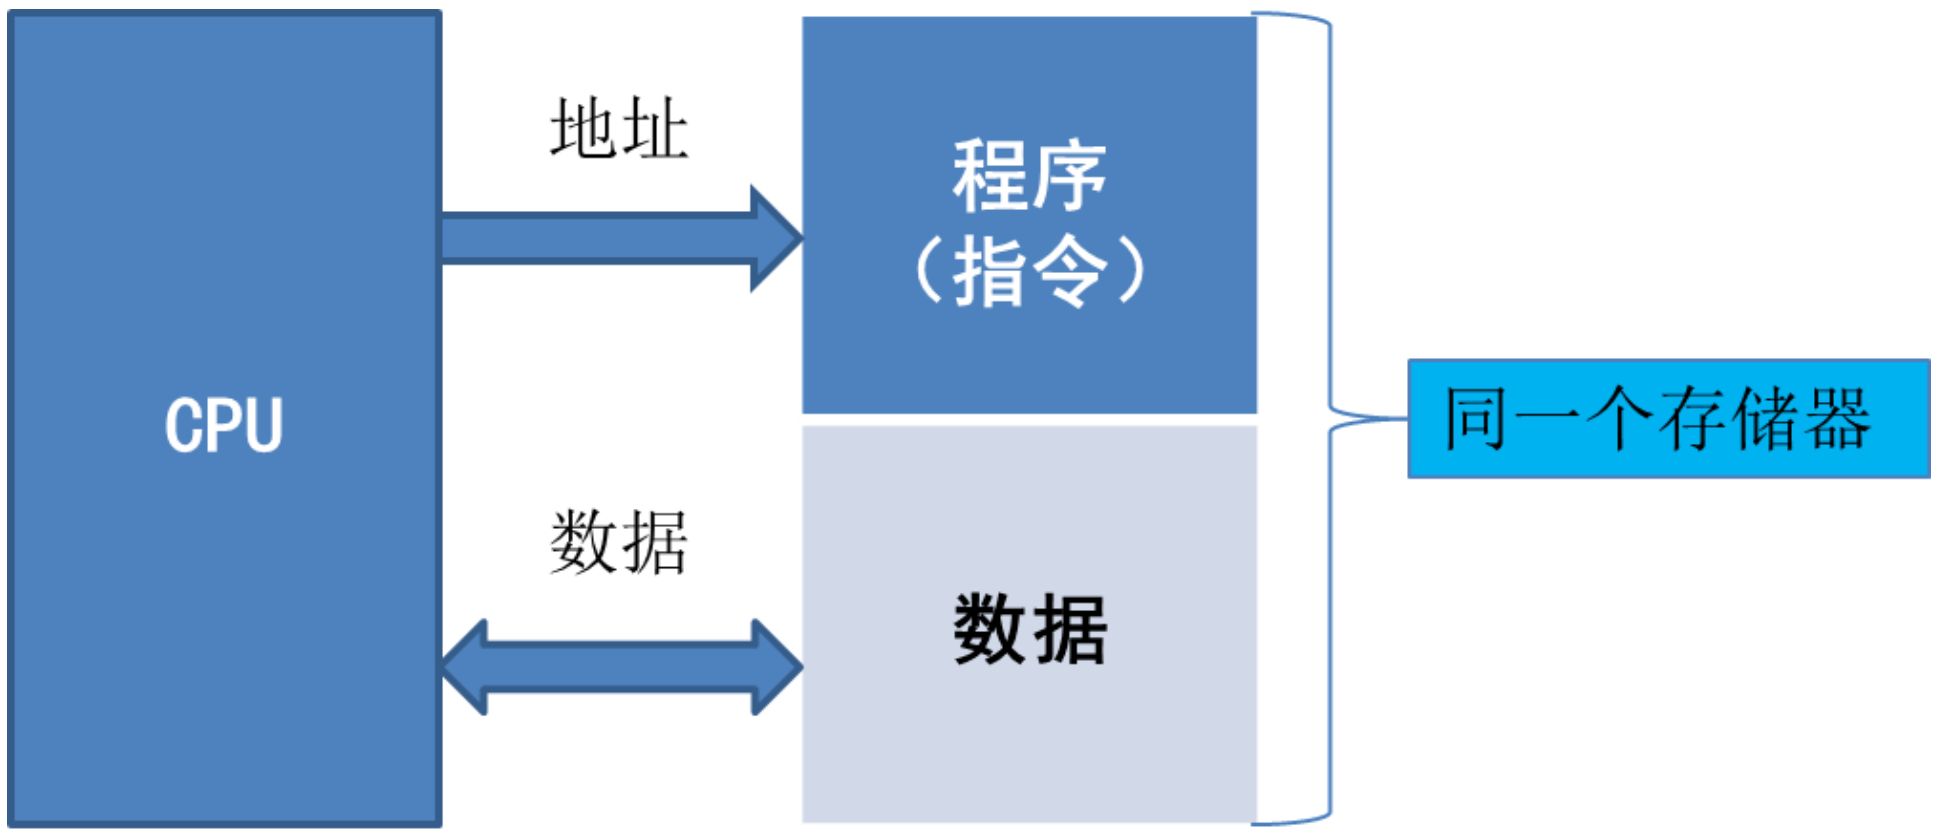 地址
程序
（指令）
CPU
同一个存储器
数据
数据